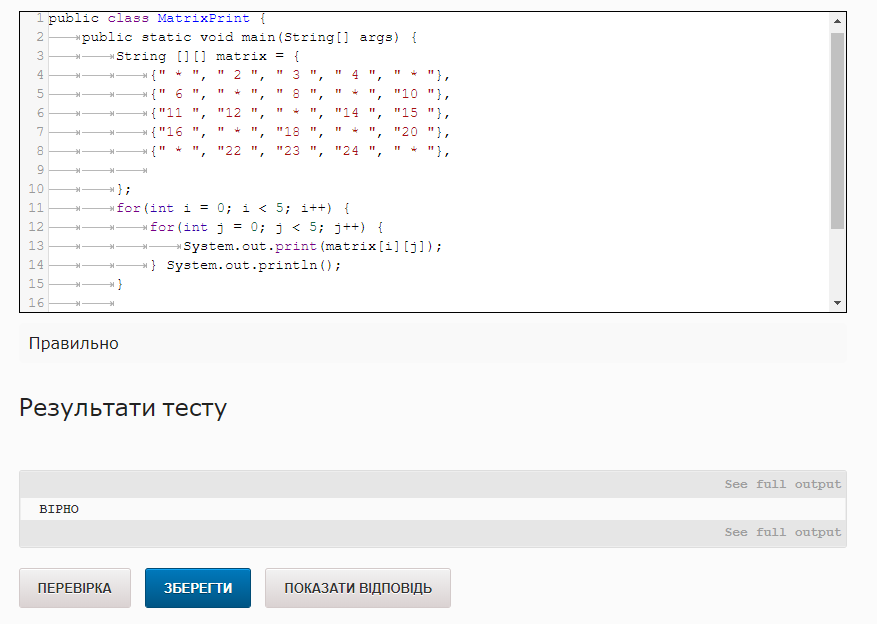 1 public class MatrixPrint {
2 public static void main(String[] args) {
3 String [][] matrix = {
4 {" * ", " 2 ", " 3 ", " 4 ", " * "},
5 {" 6 ", " * ", " 8 ", " * ", "10 "},
6 {"11 ", "12 ", " * ", "14 ", "15 "},
7 {"16 ", " * ", "18 ", " * ", "20 "},
8 {" * ", "22 ", "23 ", "24 ", " * "},
9
10 };
11 for(int i = 0; i < 5; i++) {
12 for(int j = 0; j < 5; j++) {
13 System.out.print(matrix[i][j]);
14 } System.out.println();
15 }
16
Правильно
Результати тесту
See full output
ВІРНО
See full output
ПЕРЕВІРКА
ЗБЕРЕГТИ
ПОКАЗАТИ ВІДПОВІДЬ